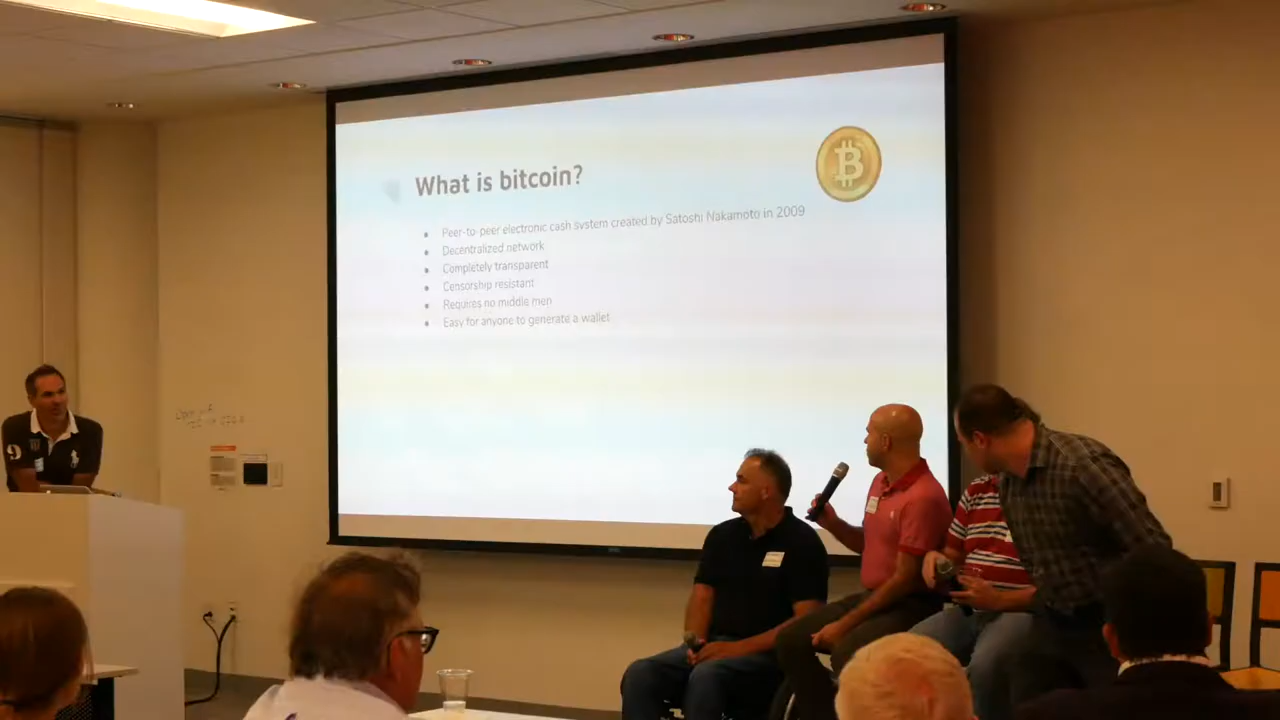 What is bitcoin?
Peer-to-peer electronic cash system created by Satoshi Nakamoto in 2009
Decentralized network
Completely transparent
Censorship resistant
Requires no middle men
Easy for anyone to generate a wallet
9